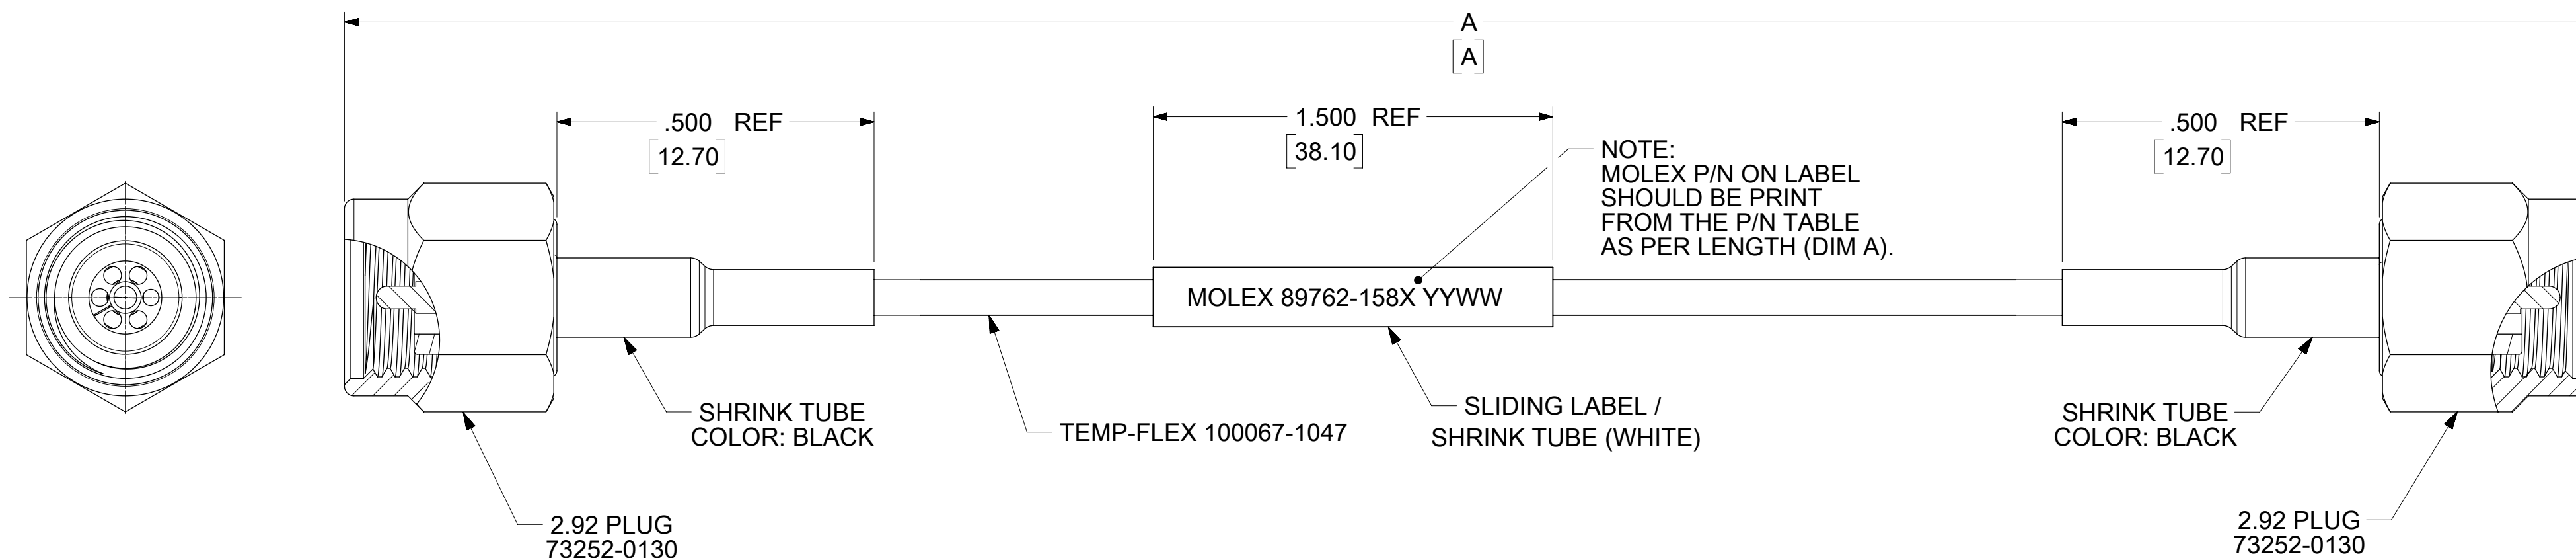 A
[A]
.500 REF
[12.70]
1.500 REF
[38.10]
.500 REF
[12.70]
NOTE:
MOLEX P/N ON LABEL
SHOULD BE PRINT
FROM THE P/N TABLE
AS PER LENGTH (DIM A).
MOLEX 89762-158X YYWW
SHRINK TUBE
COLOR: BLACK
TEMP-FLEX 100067-1047
SLIDING LABEL /
SHRINK TUBE (WHITE)
SHRINK TUBE
COLOR: BLACK
2.92 PLUG
73252-0130
2.92 PLUG
73252-0130